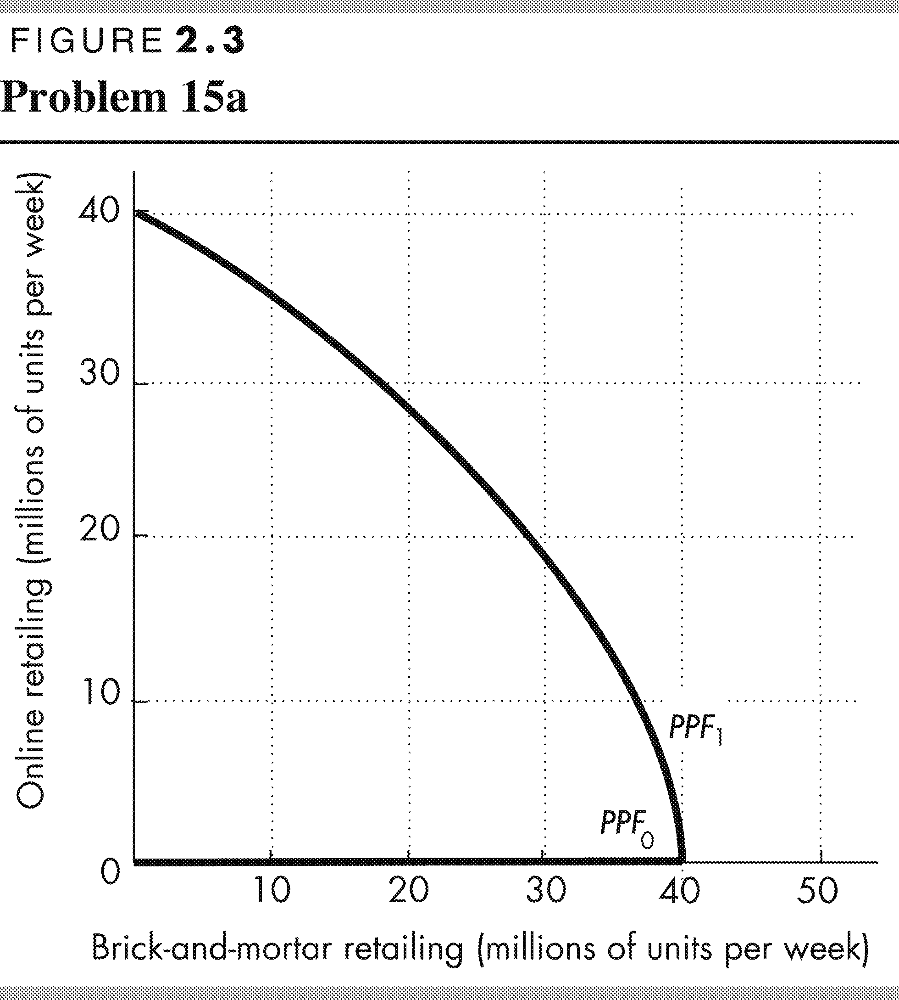 FIGURE 2.3
Problem 15a
Online retailing (millions of units per week)
40
30
20
10
0
PPF1
PPF0
10 20 30 40 50
Brick-and-mortar retailing (millions of units per week)